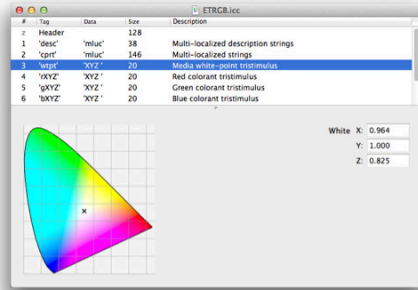 ETRGB.icc
# Tag Data Size Description
z Header 128
1 'desc' 'mluc' 38 Multi-localized description strings
2 'cprt' 'mluc' 146 Multi-localized strings
3 'wtpt' 'XYZ ' 20 Media white-point tristimulus
4 'rXYZ' 'XYZ ' 20 Red colorant tristimulus
5 'gXYZ' 'XYZ ' 20 Green colorant tristimulus
6 'bXYZ' 'XYZ ' 20 Blue colorant tristimulus
White X: 0.964
Y: 1.000
Z: 0.825